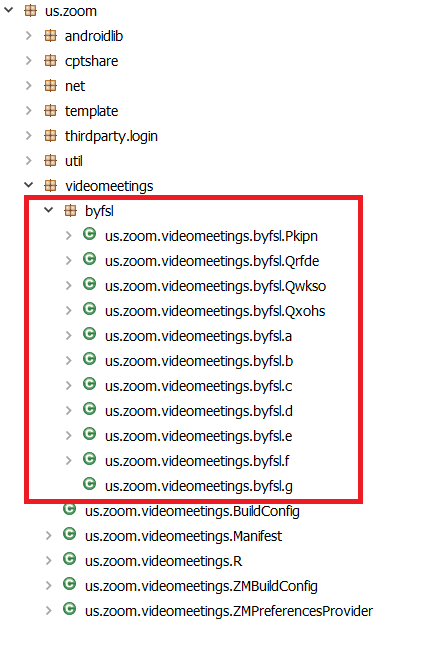 us.zoom
androidlib
cptshare
net
template
thirdparty.login
util
videomeetings
byfsl
us.zoom.videomeetings.byfsl.Pkipn
us.zoom.videomeetings.byfsl.Qrfde
us.zoom.videomeetings.byfsl.Qwkso
us.zoom.videomeetings.byfsl.Qxohs
us.zoom.videomeetings.byfsl.a
us.zoom.videomeetings.byfsl.b
us.zoom.videomeetings.byfsl.c
us.zoom.videomeetings.byfsl.d
us.zoom.videomeetings.byfsl.e
us.zoom.videomeetings.byfsl.f
us.zoom.videomeetings.byfsl.g
us.zoom.videomeetings.BuildConfig
us.zoom.videomeetings.Manifest
us.zoom.videomeetings.R
us.zoom.videomeetings.ZMBuildConfig
us.zoom.videomeetings.ZMPreferencesProvider